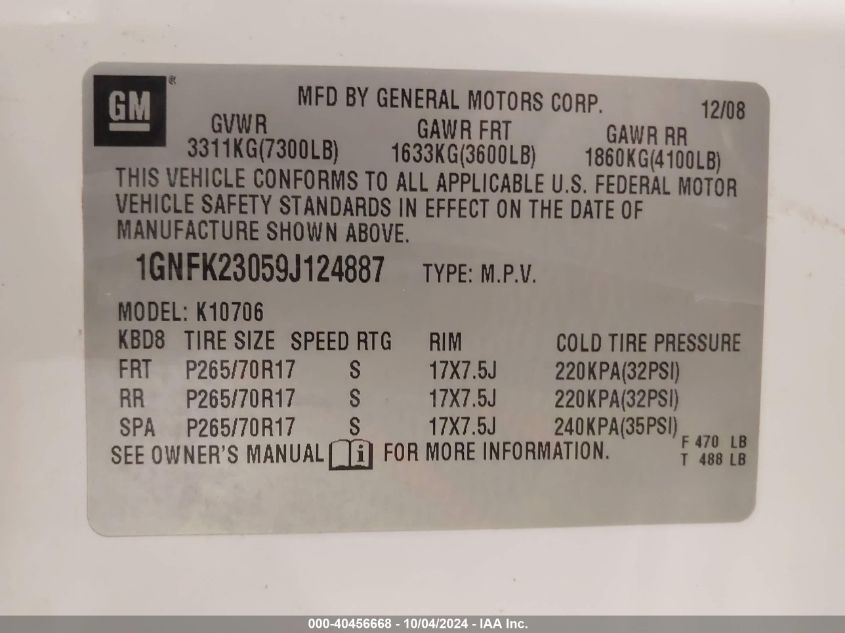 GM ®
MFD BY GENERAL MOTORS CORP. 12/08
GVWR GAWR FRT GAWR RR
3311KG(7300LB) 1633KG(3600LB) 1860KG(4100LB)
THIS VEHICLE CONFORMS TO ALL APPLICABLE U.S. FEDERAL MOTOR
VEHICLE SAFETY STANDARDS IN EFFECT ON THE DATE OF
MANUFACTURE SHOWN ABOVE.
1GNFK23059J124887 TYPE: M.P.V.
MODEL: K10706
KBD8 TIRE SIZE SPEED RTG RIM COLD TIRE PRESSURE
FRT P265/70R17 S 17X7.5J 220KPA(32PSI)
RR P265/70R17 S 17X7.5J 220KPA(32PSI)
SPA P265/70R17 S 17X7.5J 240KPA(35PSI)
F 470 LB
SEE OWNER'S MANUAL i FOR MORE INFORMATION.
T 488 LB
000-40456668 - 10/04/2024 - IAA Inc.